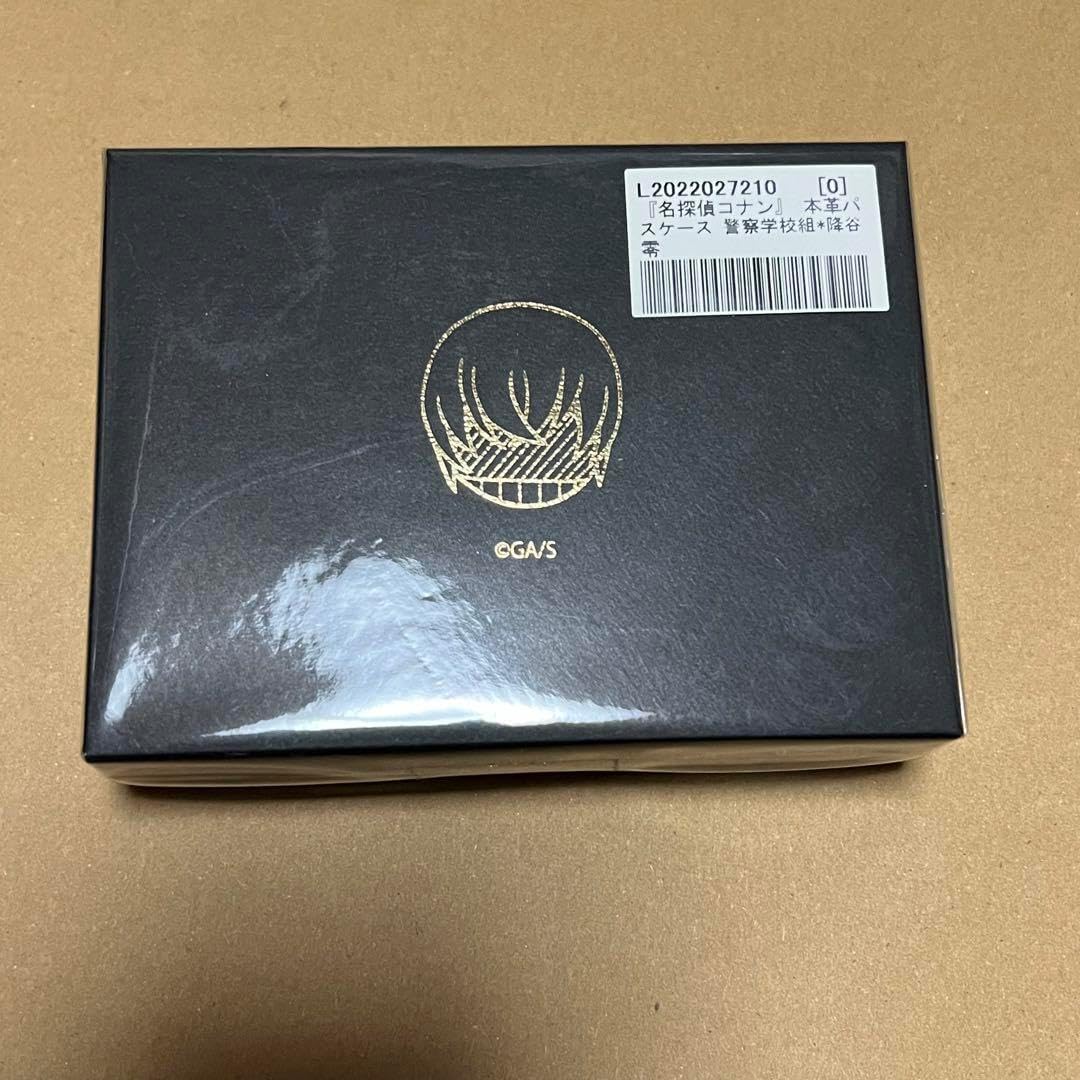 L2022027210 [0]
『名探偵コナン』 本革パ
スケース 警察学校組*降谷
零
©GA/S